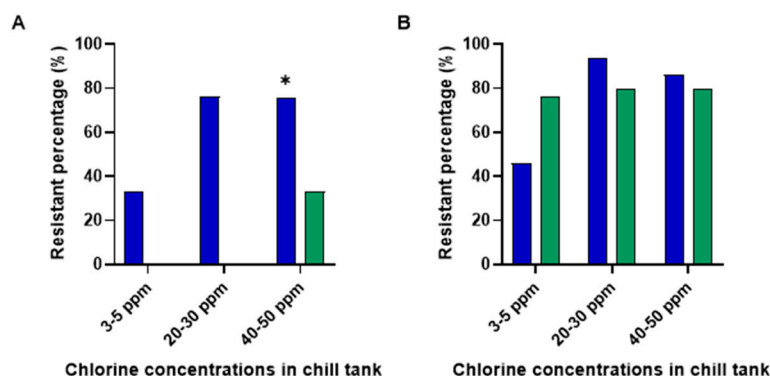 A
Resistant percentage (%)
100
80
60
40
20
0
*
3-5 ppm
20-30 ppm
40-50 ppm
Chlorine concentrations in chill tank
B
Resistant percentage (%)
100
80
60
40
20
0
3-5 ppm
20-30 ppm
40-50 ppm
Chlorine concentrations in chill tank